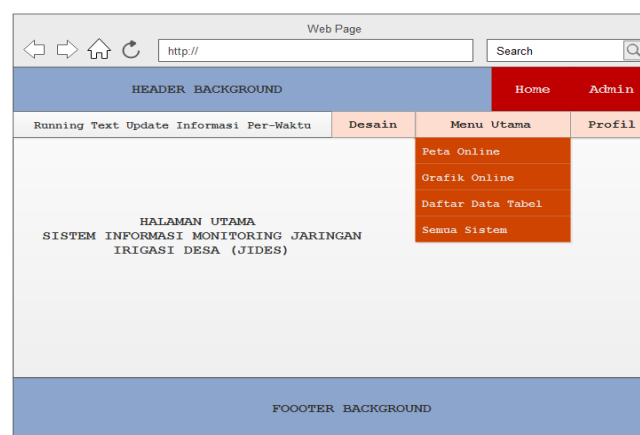 Web Page
http://
Search
HEADER BACKGROUND
Home
Admin
Running Text Update Informasi Per-Waktu
Desain
Menu Utama
Profil
Peta Online
Grafik Online
Daftar Data Tabel
Semua Sistem
HALAMAN UTAMA
SISTEM INFORMASI MONITORING JARINGAN
IRIGASI DESA (JIDES)
FOOOTER BACKGROUND